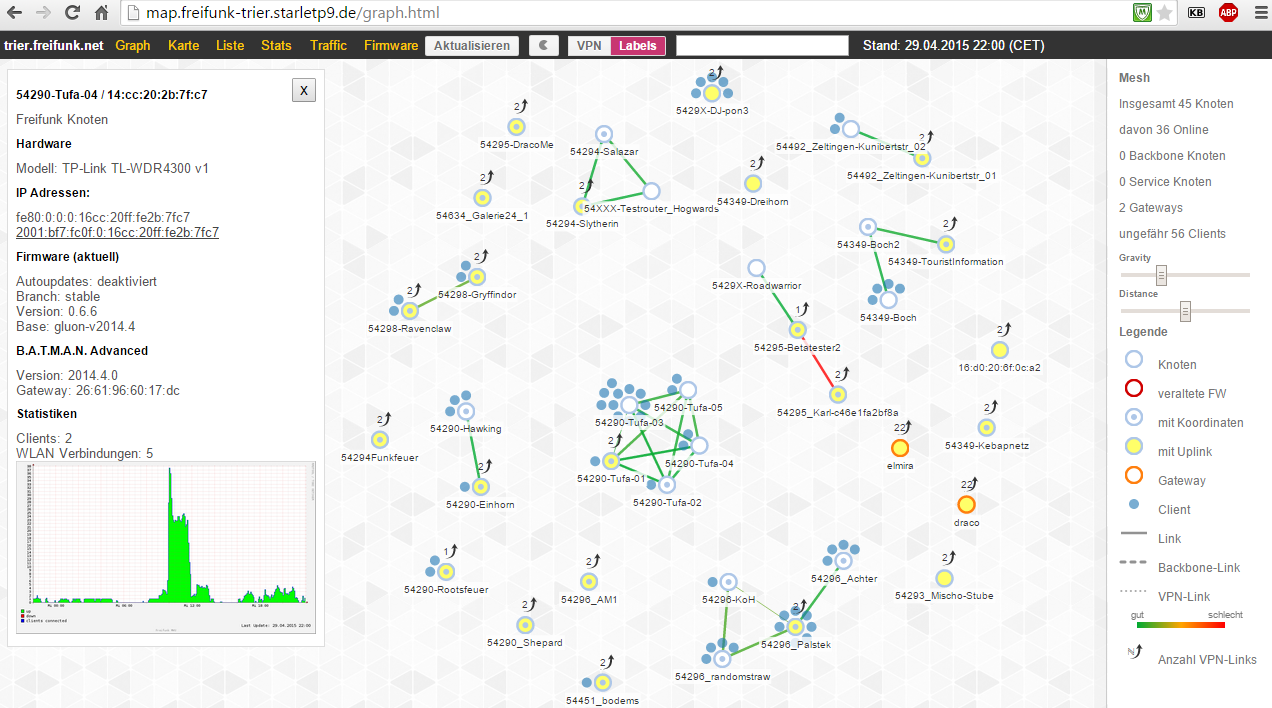 map.freifunk-trier.starletp9.de/graph.html
KB
ABP
trier.freifunk.net Graph Karte Liste Stats Traffic Firmware Aktualisieren VPN Labels Stand: 29.04.2015 22:00 (CET)
X
54290-Tufa-04 / 14:cc:20:2b:7f:c7
Freifunk Knoten
Hardware
Modell: TP-Link TL-WDR4300 v1
IP Adressen:
fe80:0:0:0:16cc:20ff:fe2b:7fc7
2001:bf7:fc0f:0:16cc:20ff:fe2b:7fc7
Firmware (aktuell)
Autoupdates: deaktiviert
Branch: stable
Version: 0.6.6
Base: gluon-v2014.4
B.A.T.M.A.N. Advanced
Version: 2014.4.0
Gateway: 26:61:96:60:17:dc
Statistiken
Clients: 2
WLAN Verbindungen: 5
up
down
clients connected
Last Update: 29.04.2015 22:00
2
5429X-DJ-pon3
2
54295-DracoMe
54294-Salazar
54492_Zeltingen-Kunibertstr_02
2
54492_Zeltingen-Kunibertstr_01
2
54634_Galerie24_1
2
54294-Slytherin
54XXX-Testrouter_Hogwards
2
54349-Dreihorn
54349-Boch2
2
54349-TouristInformation
2
54298-Gryffindor
2
54298-Ravenclaw
5429X-Roadwarrior
54349-Boch
1
54295-Betatester2
2
16:d0:20:6f:0c:a2
2
54295_Karl-c46e1fa2bf8a
54290-Tufa-05
54290-Tufa-03
54290-Hawking
2
54294Funkfeuer
2
54349-Kebapnetz
22
elmira
54290-Tufa-04
2
54290-Tufa-01
54290-Tufa-02
2
54290-Einhorn
22
draco
1
54290-Rootsfeuer
2
54296_AM1
54296_Achter
2
54293_Mischo-Stube
54296-KoH
2
54296_Palstek
2
54290_Shepard
54296_randomstraw
2
54451_bodems
Mesh
Insgesamt 45 Knoten
davon 36 Online
0 Backbone Knoten
0 Service Knoten
2 Gateways
ungefähr 56 Clients
Gravity
Distance
Legende
Knoten
veraltete FW
mit Koordinaten
mit Uplink
Gateway
Client
Link
Backbone-Link
VPN-Link
gut schlecht
N Anzahl VPN-Links